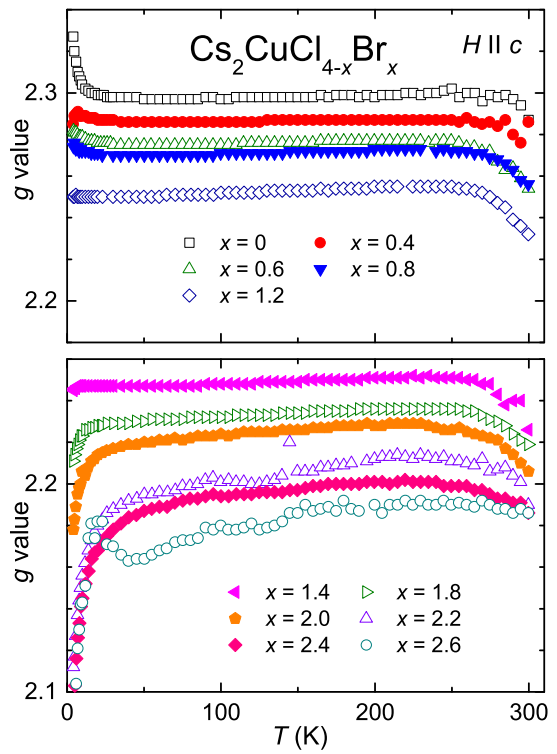 Cs₂CuCl₄₋ₓBrₓ H || c
2.3
g value
x = 0 x = 0.4
x = 0.6 x = 0.8
2.2
x = 1.2
2.2
g value
x = 1.4 x = 1.8
x = 2.0 x = 2.2
x = 2.4 x = 2.6
2.1
0 100 200 300
T (K)